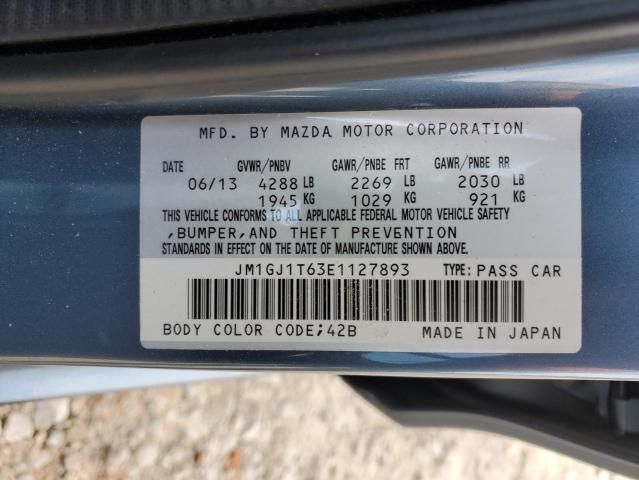 MFD. BY MAZDA MOTOR CORPORATION
DATE GVWR/PNBV GAWR/PNBE FRT GAWR/PNBE RR
06/13 4288 LB 2269 LB 2030 LB
1945 KG 1029 KG 921 KG
THIS VEHICLE CONFORMS TO ALL APPLICABLE FEDERAL MOTOR VEHICLE SAFETY
,BUMPER,AND THEFT PREVENTION
STANDARDS IN EFFECT ON THE DATE OF MANUFACTURE SHOWN ABOVE.
JM1GJ1T63E1127893 TYPE: PASS CAR
BODY COLOR CODE;42B MADE IN JAPAN